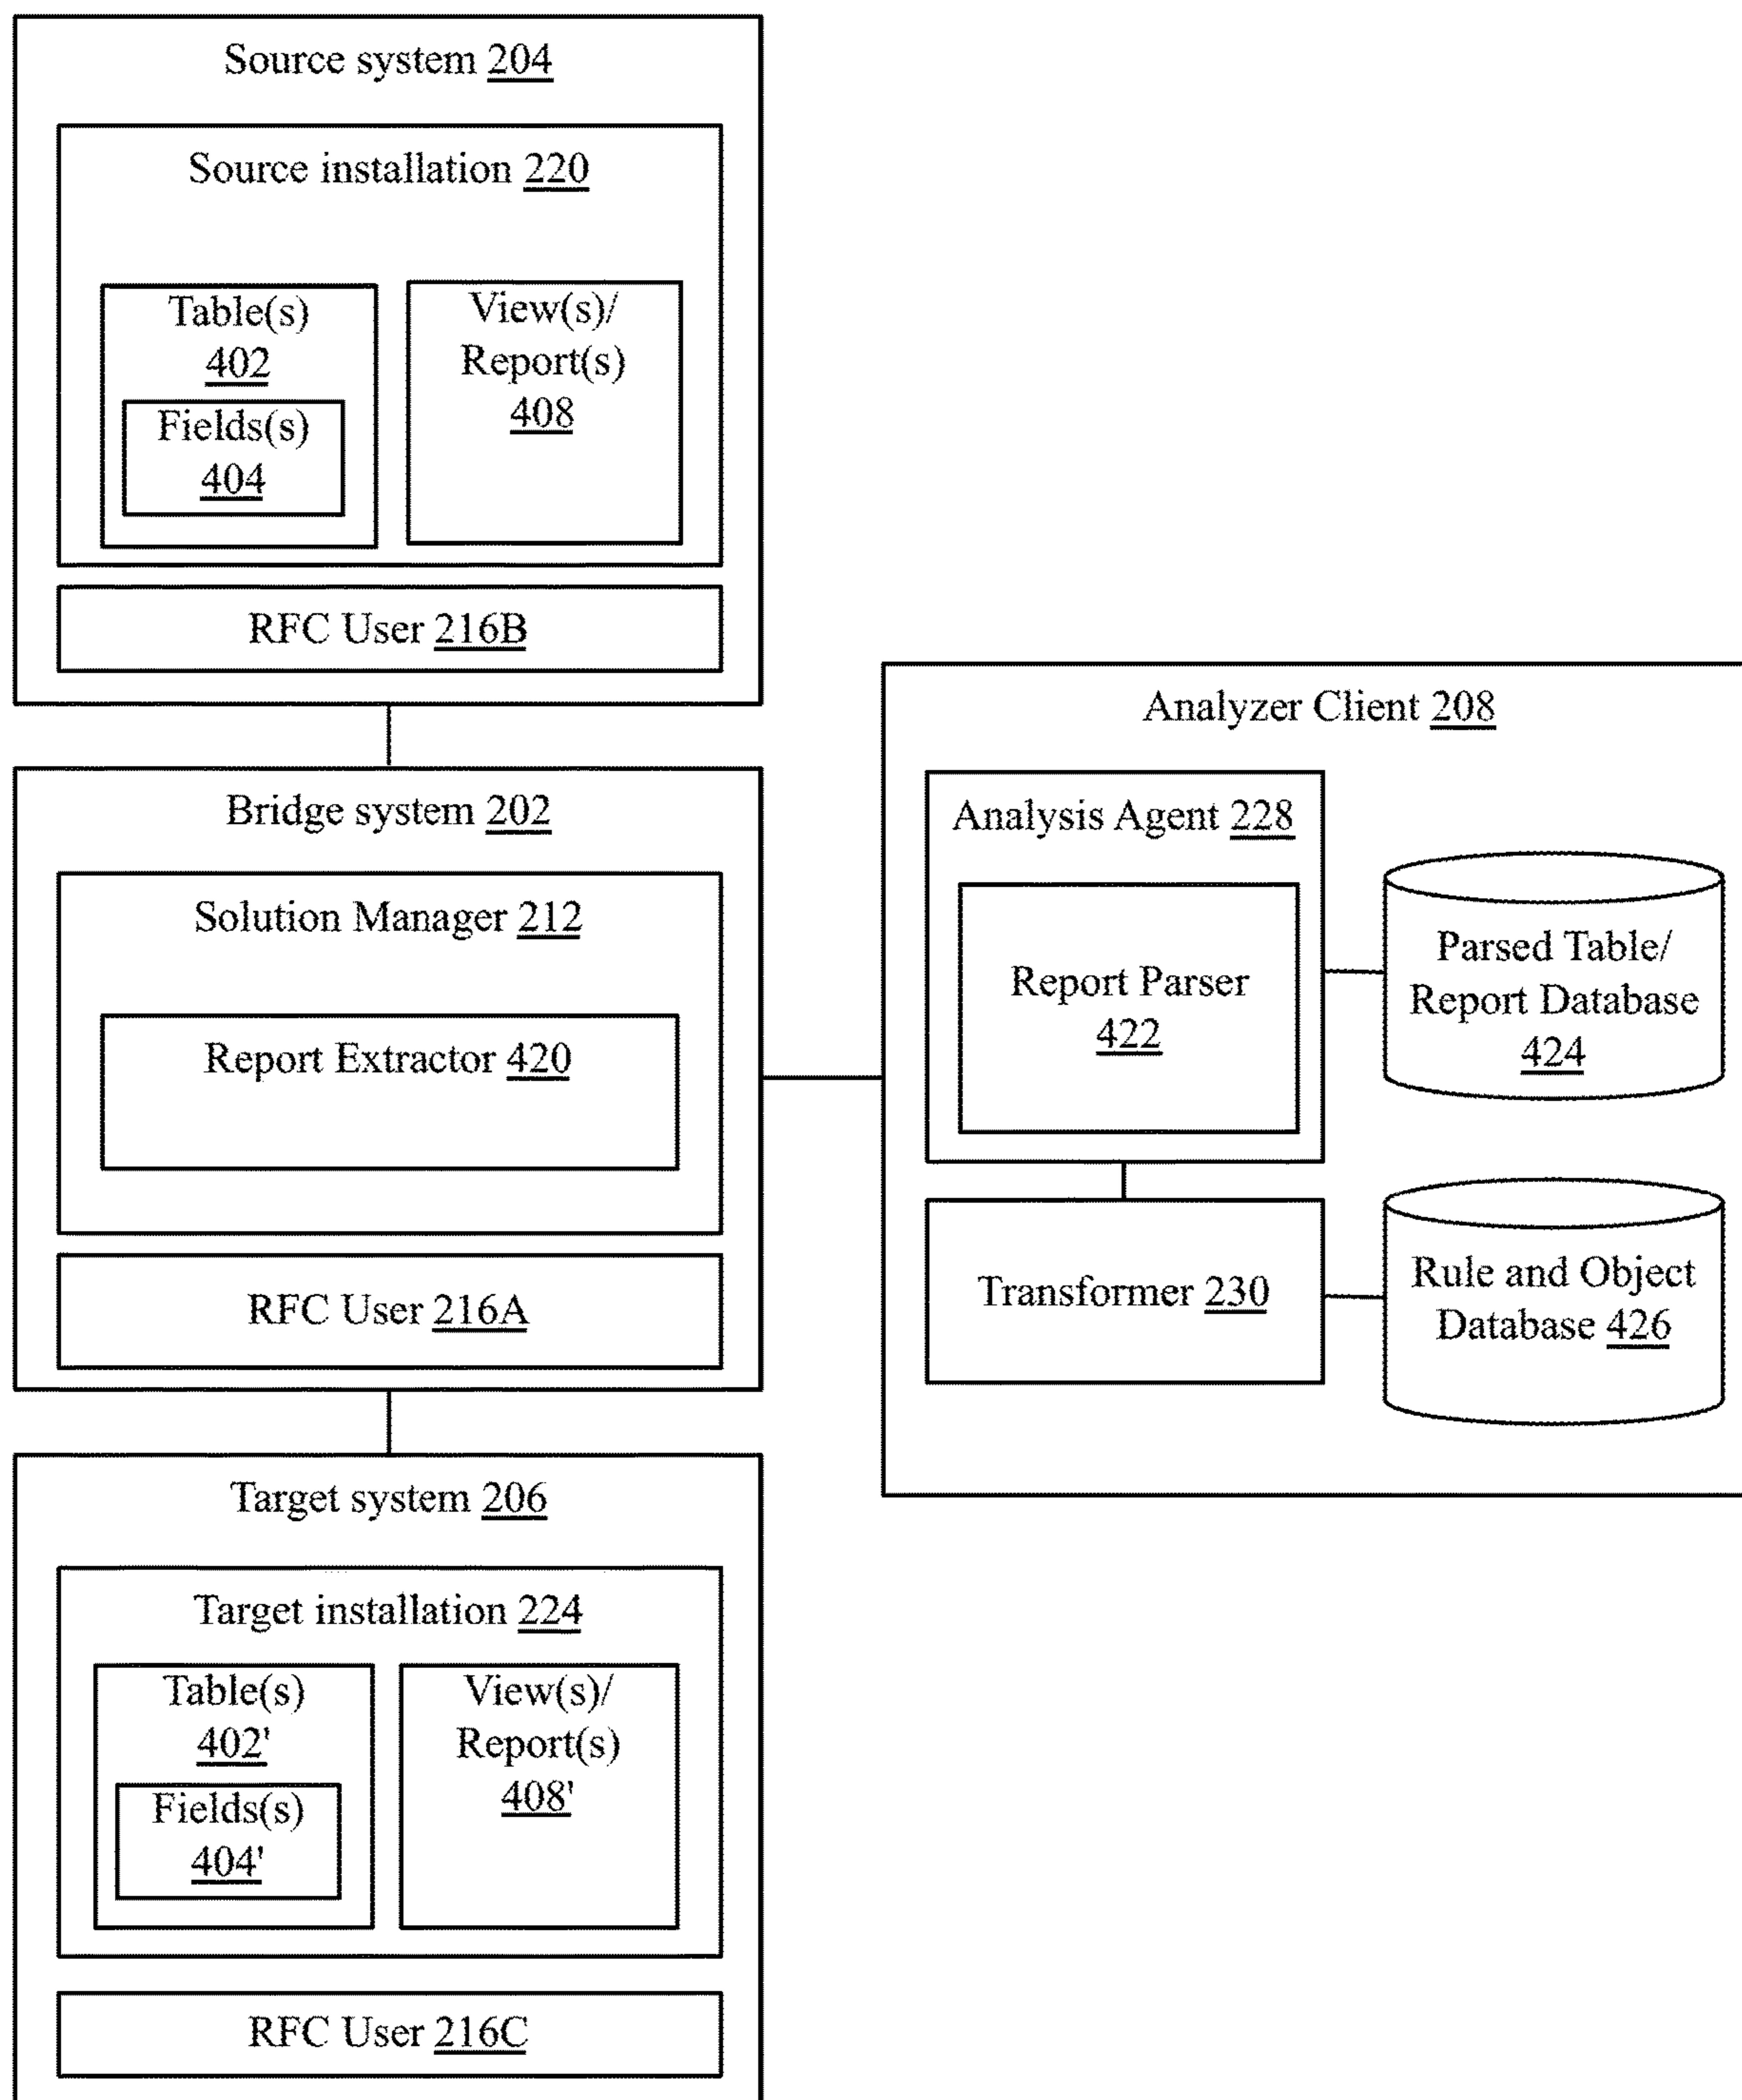 Source system 204
Source installation 220
Table(s)
402
Fields(s)
404
View(s)/
Report(s)
408
RFC User 216B
Bridge system 202
Solution Manager 212
Report Extractor 420
RFC User 216A
Analyzer Client 208
Analysis Agent 228
Report Parser
422
Parsed Table/
Report Database
424
Transformer 230
Rule and Object
Database 426
Target system 206
Target installation 224
Table(s)
402'
Fields(s)
404'
View(s)/
Report(s)
408'
RFC User 216C